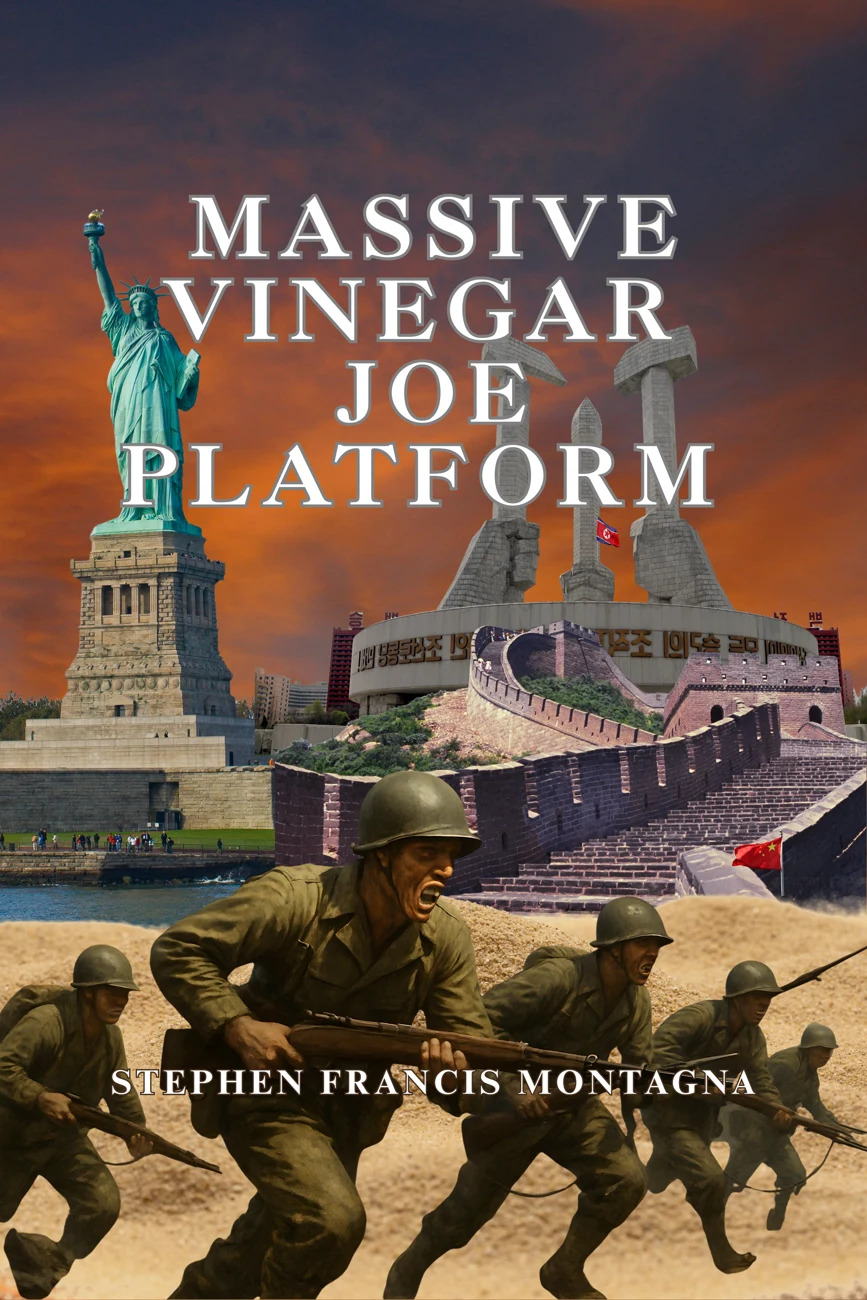 MASSIVE
VINEGAR
JOE
PLATFORM
STEPHEN FRANCIS MONTAGNA